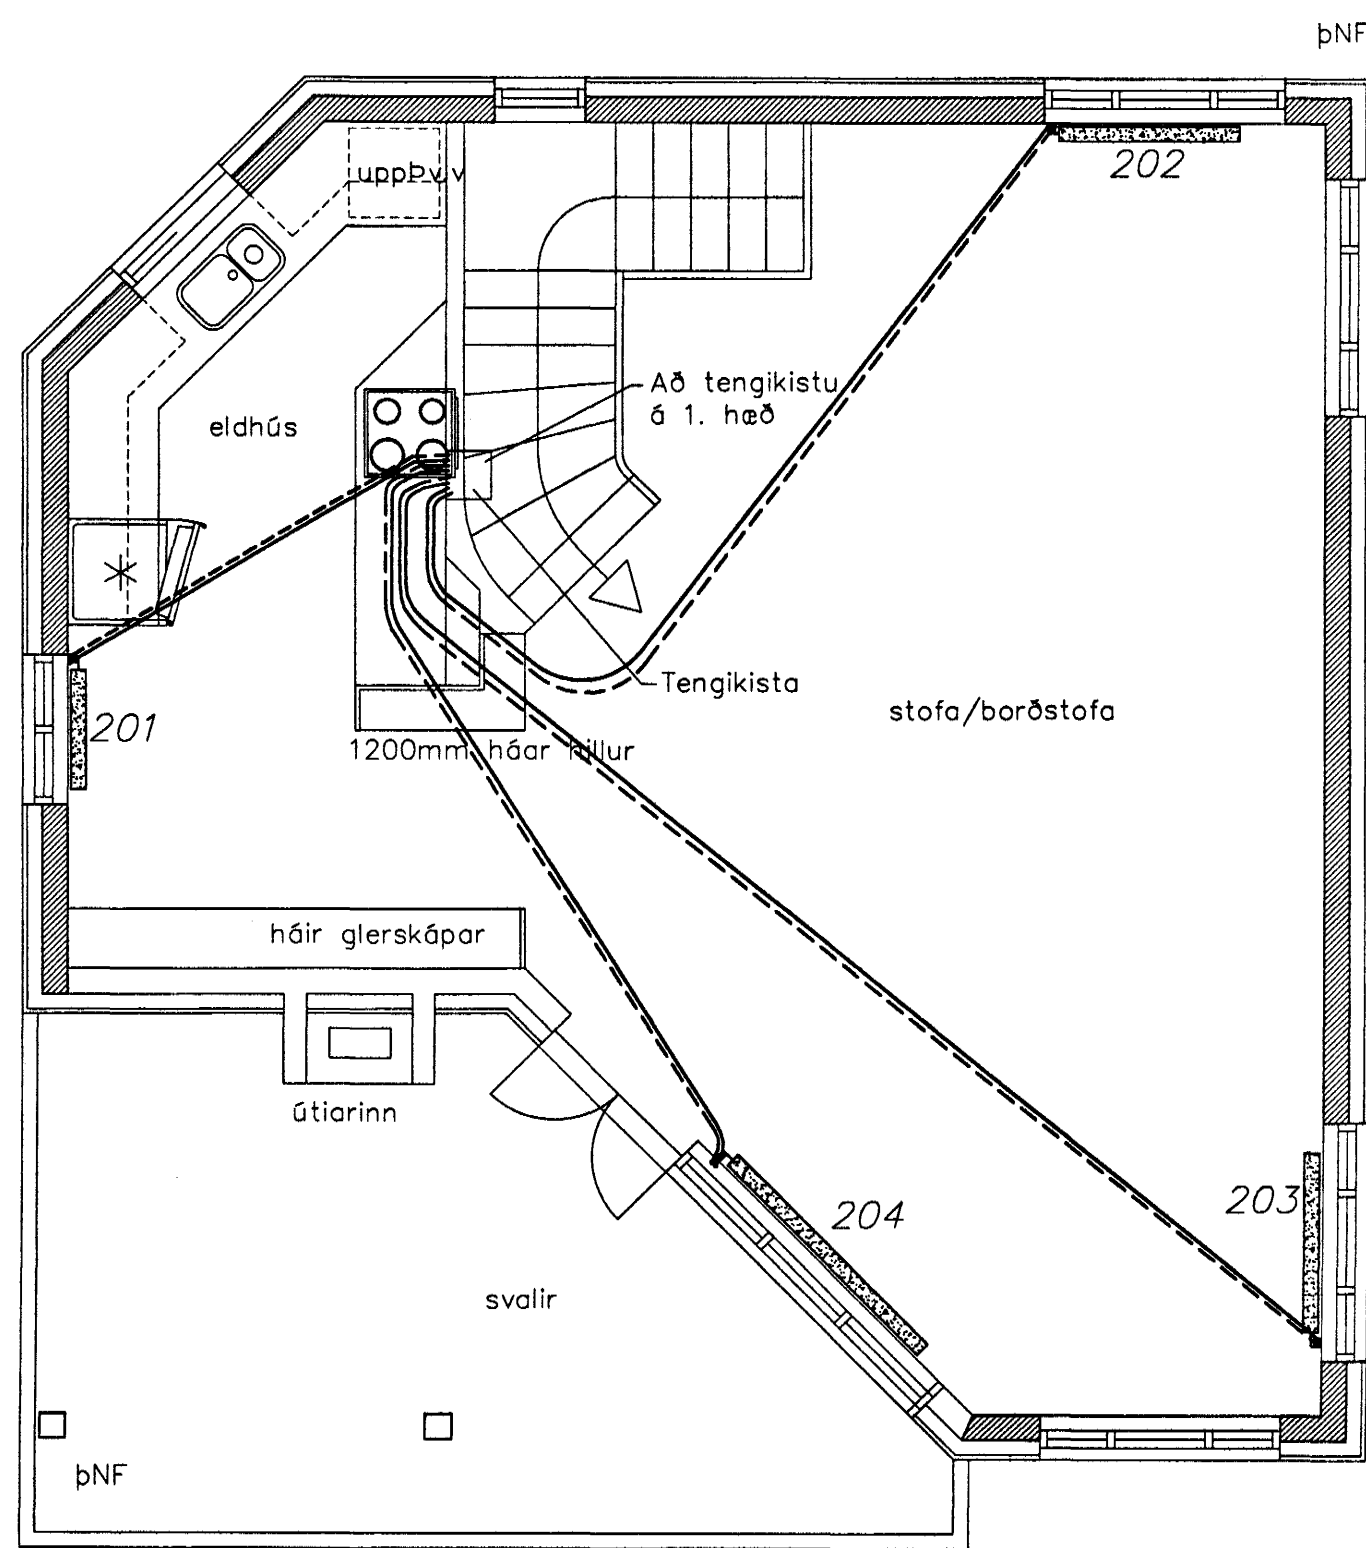 þNF
202
uppÞ.v.v
Að tengikistu
á 1. hæð
eldhús
Tengikista
stofa/borðstofa
201
1200mm háar hillur
háir glerskápar
útiarinn
203
204
svalir
þNF